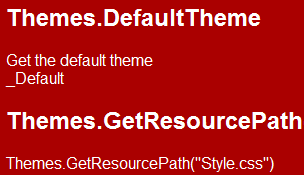 Themes.DefaultTheme
Get the default theme
_Default
Themes.GetResourcePath
Themes.GetResourcePath("Style.css")